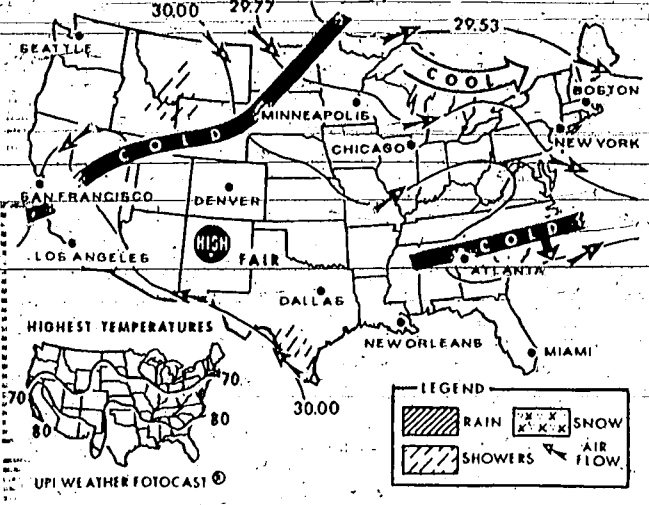 30.00
29.77
29.53
SEATTLE
COOL
BOSTON
MINNEAPOLIS
COLD
CHICAGO
NEW YORK
SAN FRANCISCO
DENVER
HIGH
FAIR
COLD
LOS ANGELES
ATLANTA
DALLAS
HIGHEST TEMPERATURES
NEW ORLEANS
MIAMI
70
70
80
80
30.00
LEGEND
RAIN
SNOW
SHOWERS
AIR
FLOW
UPI WEATHER FOTOCAST ®